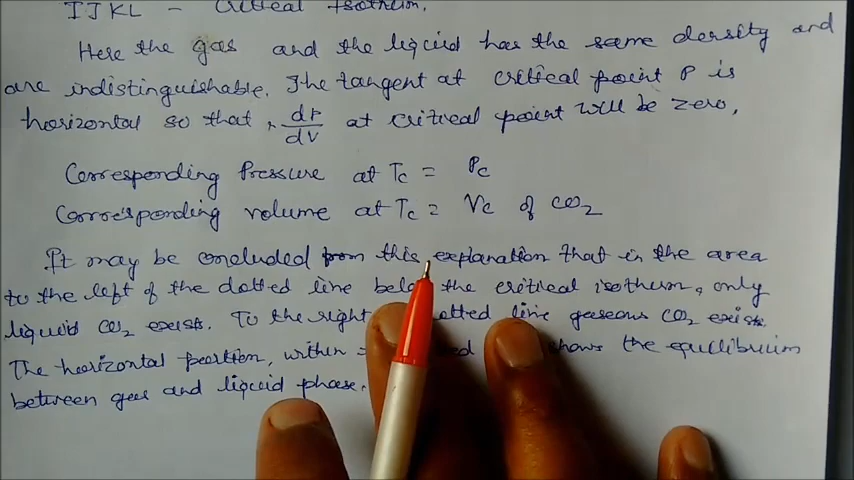 IJKL - Critical Isotherm.
Here the gas and the liquid has the same density and
are indistinguishable. The tangent at critical point P is
horizontal so that, dP/dV at critical point will be zero.
Corresponding Pressure at Tc = Pc
Corresponding volume at Tc = Vc of CO2
It may be concluded from this explanation that in the area
to the left of the dotted line below the critical isotherm, only
liquid CO2 exists. To the right dotted line gaseous CO2 exists.
The horizontal portion, within shows the equilibrium
between gas and liquid phase.